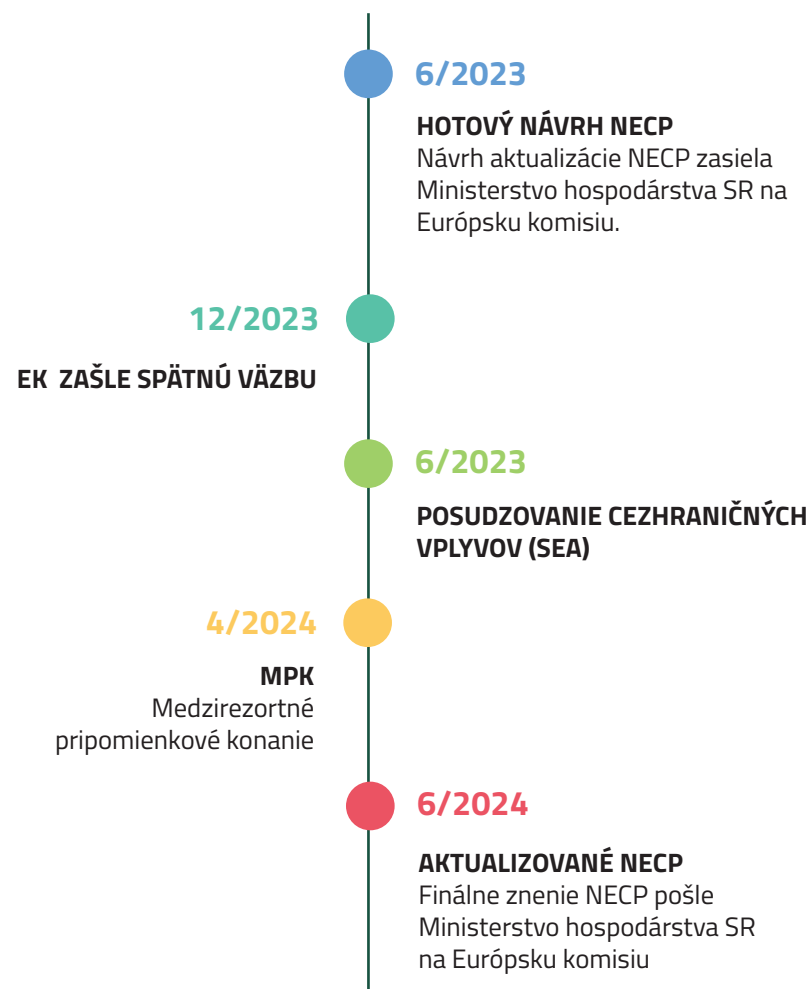 6/2023
HOTOVÝ NÁVRH NECP
Návrh aktualizácie NECP zasiela
Ministerstvo hospodárstva SR na
Európsku komisiu.
12/2023
EK ZAŠLE SPÄTNÚ VÄZBU
6/2023
POSUDZOVANIE CEZHRANIČNÝCH
VPLYVOV (SEA)
4/2024
MPK
Medzirezortné
pripomienkové konanie
6/2024
AKTUALIZOVANÉ NECP
Finálne znenie NECP pošle
Ministerstvo hospodárstva SR
na Európsku komisiu